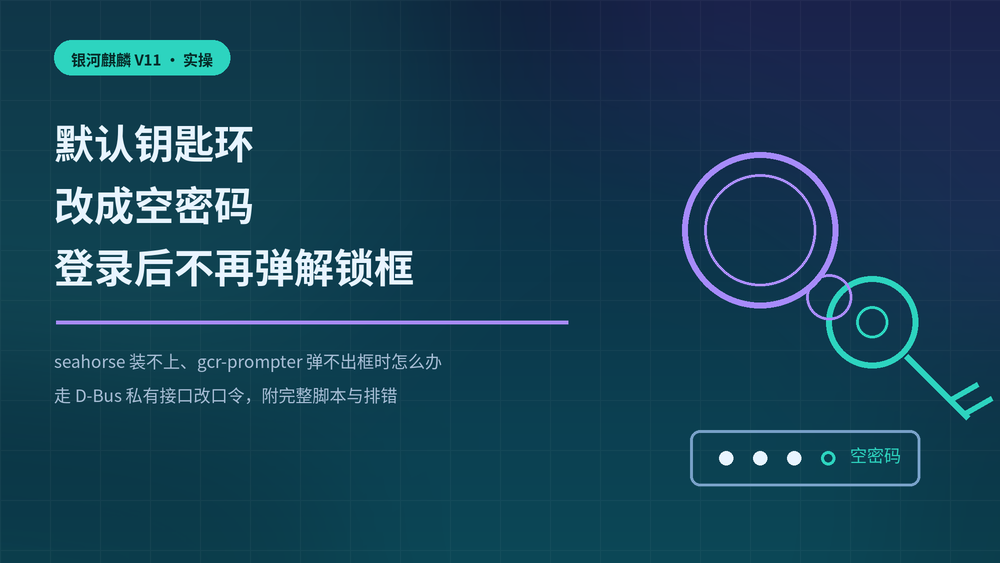 银河麒麟 V11 · 实操
默认钥匙环
改成空密码
登录后不再弹解锁框
seahorse 装不上、gcr-prompter 弹不出框时怎么办
走 D-Bus 私有接口改口令，附完整脚本与排错
空密码